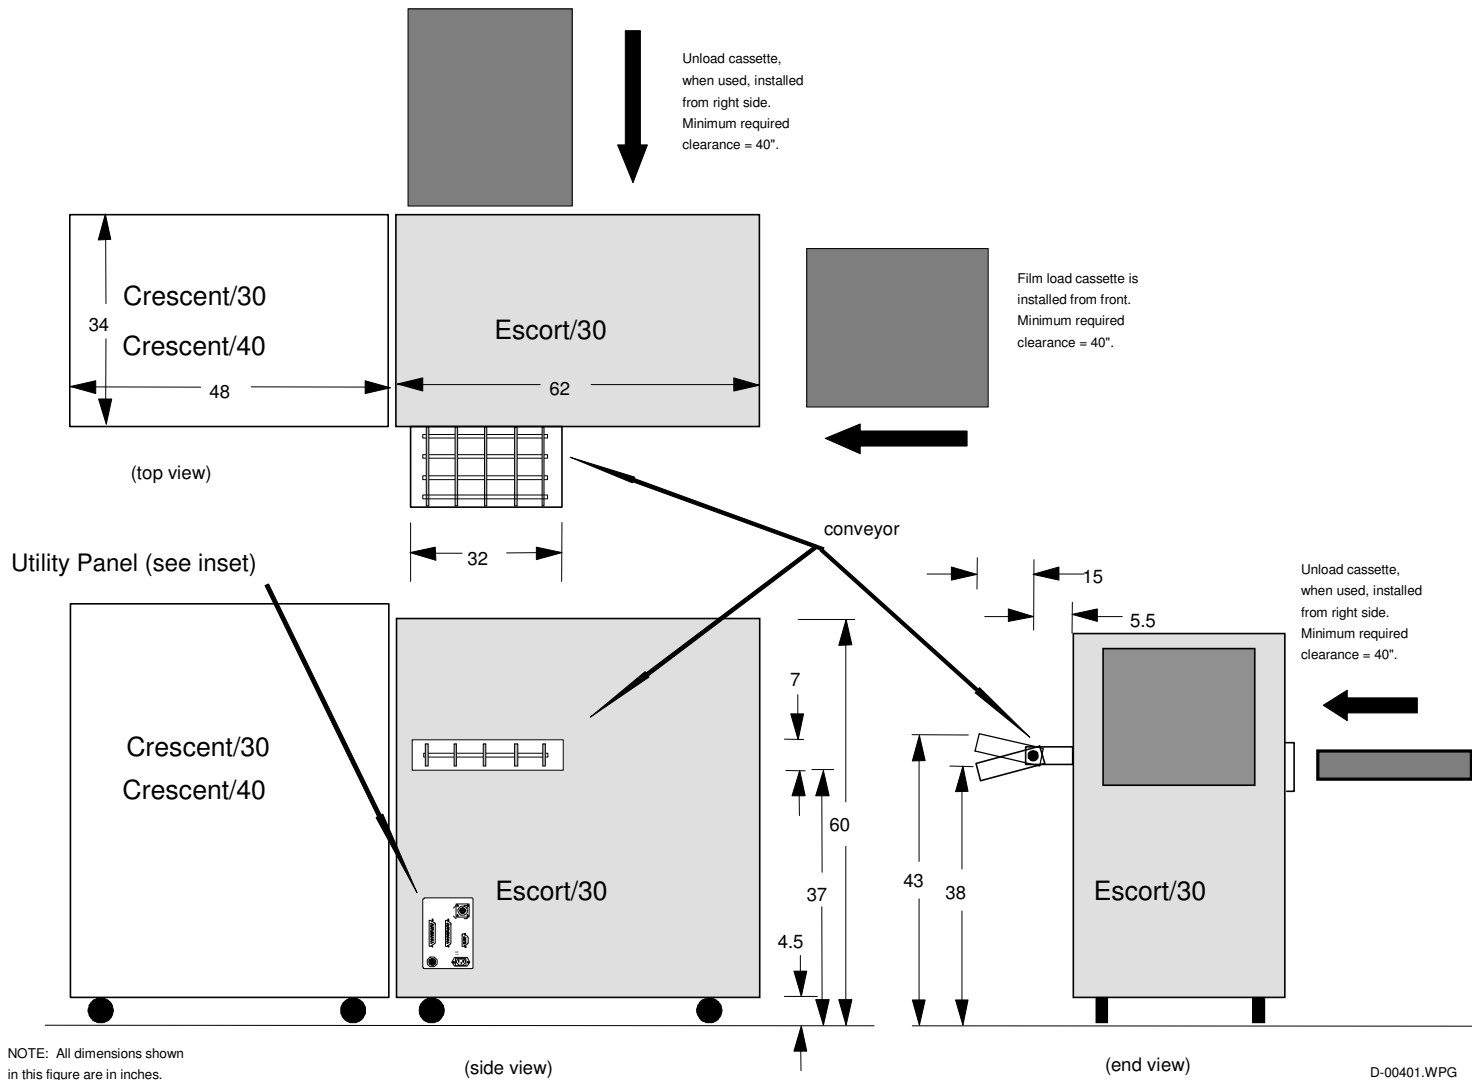 Unload cassette,
when used, installed
from right side.
Minimum required
clearance = 40".
Crescent/30
Crescent/40
34
48
Escort/30
62
Film load cassette is
installed from front.
Minimum required
clearance = 40".
(top view)
32
conveyor
Utility Panel (see inset)
15
5.5
Unload cassette,
when used, installed
from right side.
Minimum required
clearance = 40".
Crescent/30
Crescent/40
7
60
37
4.5
Escort/30
43
38
Escort/30
NOTE: All dimensions shown
in this figure are in inches.
(side view)
(end view)
D-00401.WPG